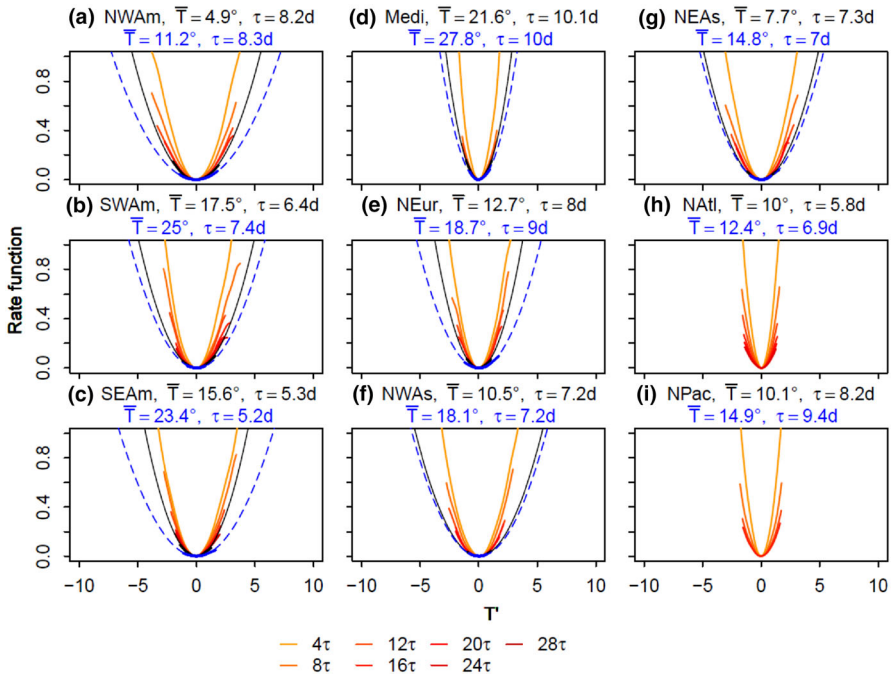 (a) NWAm, T̅ = 4.9°, τ = 8.2d
T̅ = 11.2°, τ = 8.3d
(d) Medi, T̅ = 21.6°, τ = 10.1d
T̅ = 27.8°, τ = 10d
(g) NEAs, T̅ = 7.7°, τ = 7.3d
T̅ = 14.8°, τ = 7d
0.0 0.4 0.8
(b) SWAm, T̅ = 17.5°, τ = 6.4d
T̅ = 25°, τ = 7.4d
(e) NEur, T̅ = 12.7°, τ = 8d
T̅ = 18.7°, τ = 9d
(h) NAtl, T̅ = 10°, τ = 5.8d
T̅ = 12.4°, τ = 6.9d
Rate function
0.0 0.4 0.8
(c) SEAm, T̅ = 15.6°, τ = 5.3d
T̅ = 23.4°, τ = 5.2d
(f) NWAs, T̅ = 10.5°, τ = 7.2d
T̅ = 18.1°, τ = 7.2d
(i) NPac, T̅ = 10.1°, τ = 8.2d
T̅ = 14.9°, τ = 9.4d
0.0 0.4 0.8
−10 −5 0 5 10
−10 −5 0 5 10
−10 −5 0 5 10
T'
4τ 12τ 20τ 28τ
8τ 16τ 24τ